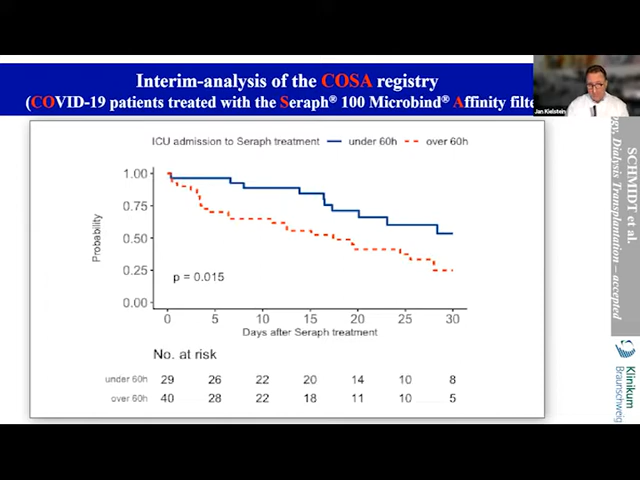 Interim-analysis of the COSA registry
(COVID-19 patients treated with the Seraph® 100 Microbind® Affinity filte
Jan Kielstein
ICU admission to Seraph treatment under 60h over 60h
1.00
0.75
0.50
0.25
0.00
Probability
p = 0.015
0 5 10 15 20 25 30
Days after Seraph treatment
No. at risk
under 60h 29 26 22 20 14 10 8
over 60h 40 28 22 18 11 10 5
SCHMIDT et al.
Dialysis Transplantation – accepted
Klinikum
Braunschweig